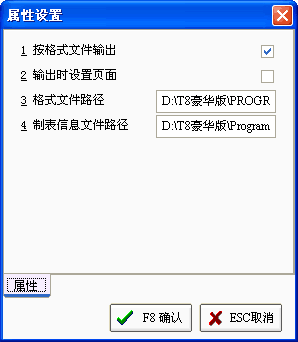 属性设置
1 按格式文件输出
2 输出时设置页面
3 格式文件路径 D:\T8豪华版\PROGR
4 制表信息文件路径 D:\T8豪华版\Program
属性
F8 确认 ESC取消